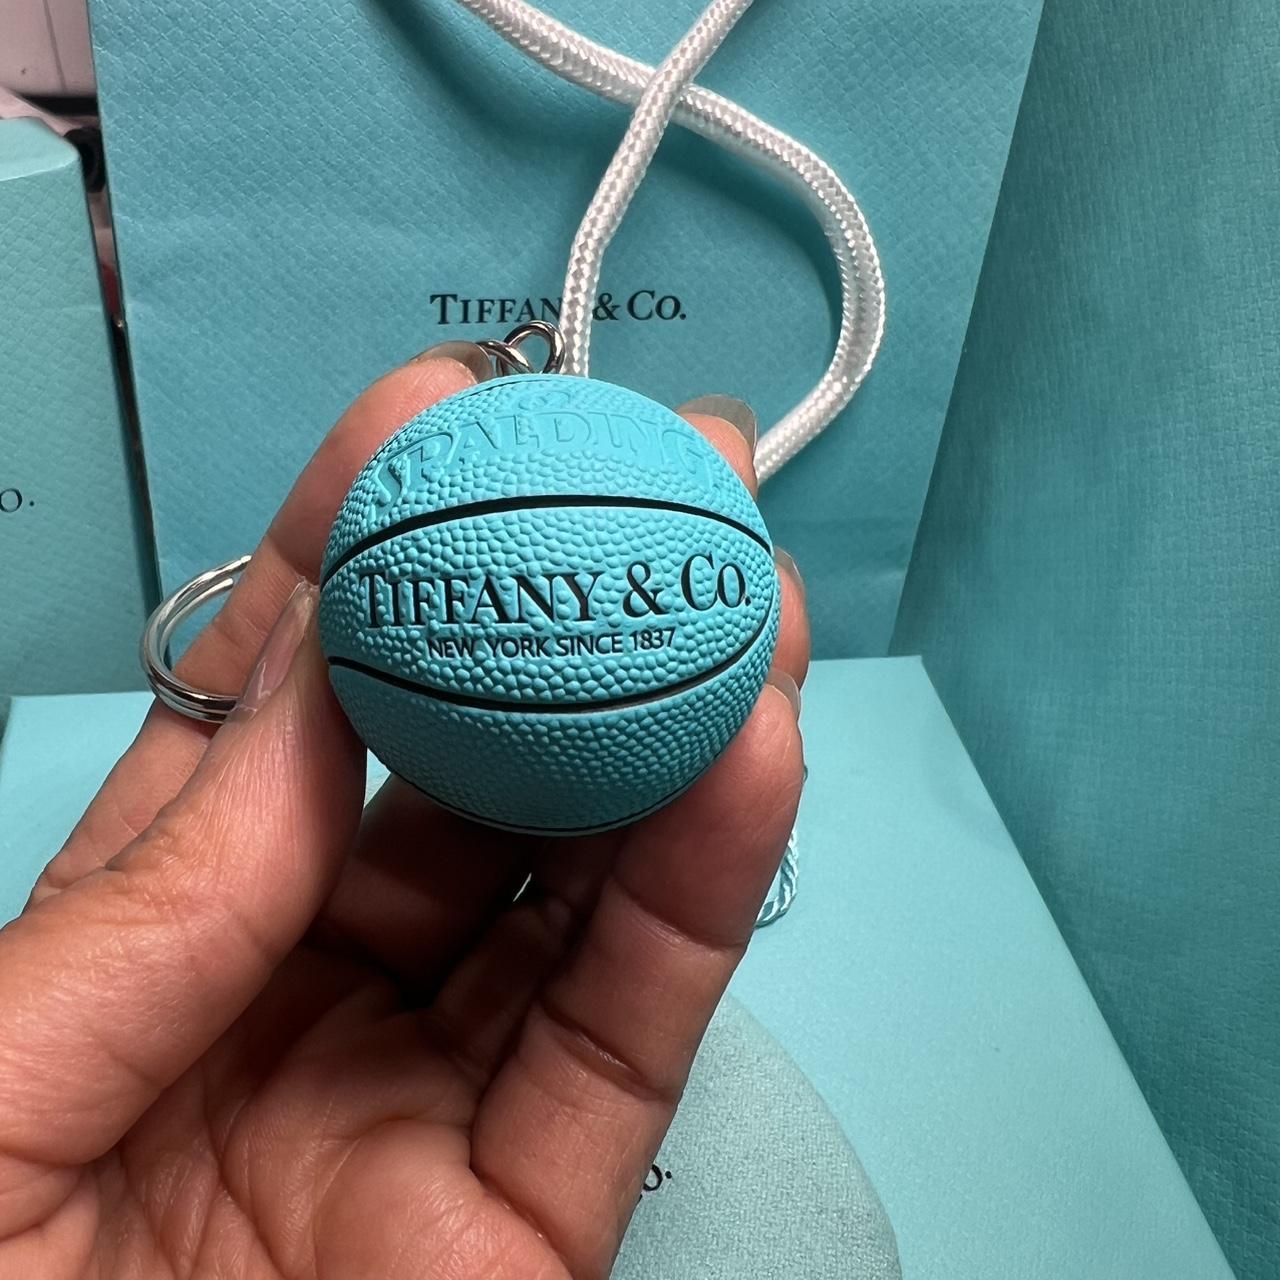 TIFFANY & CO.
SPALDING
TIFFANY & CO.
NEW YORK SINCE 1837
O.
O.